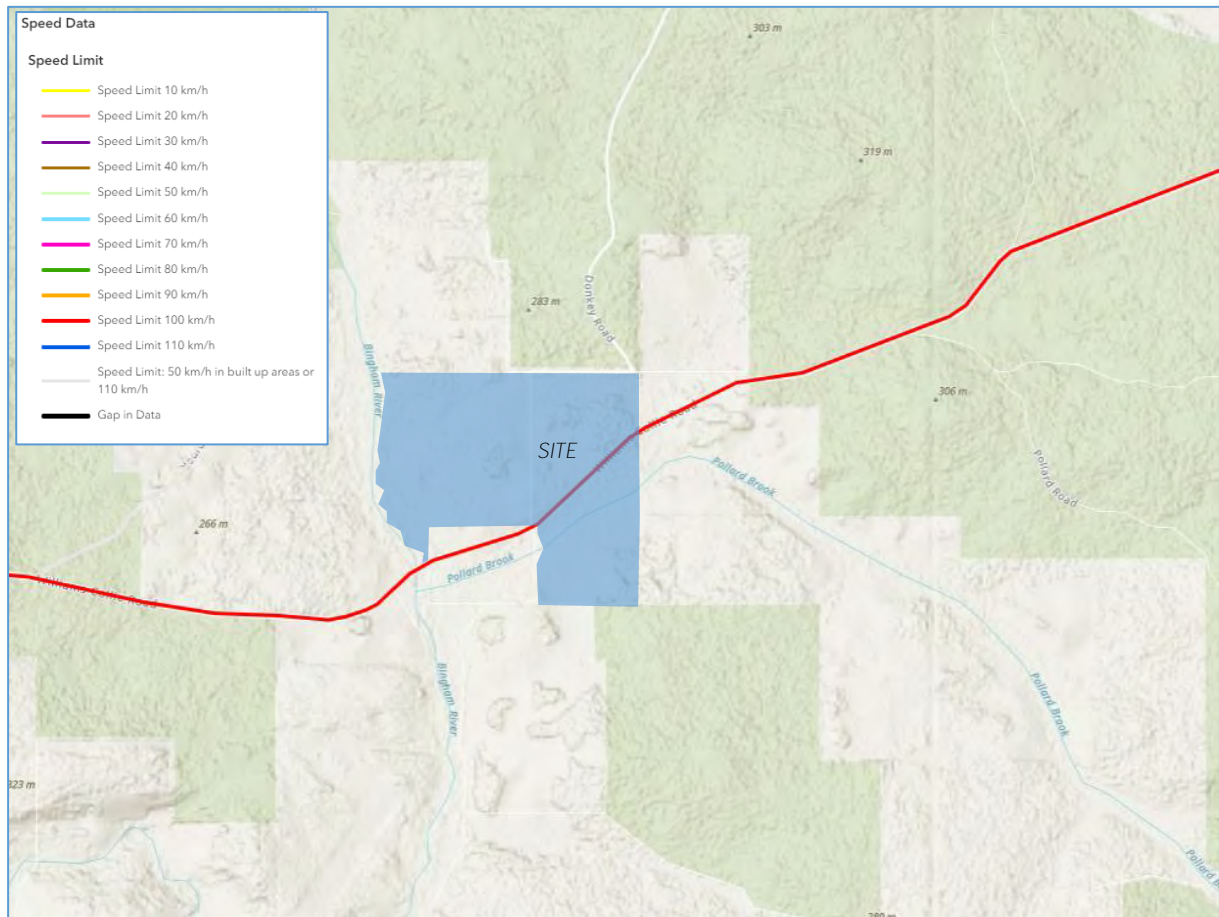 Speed Data
Speed Limit
Speed Limit 10 km/h
Speed Limit 20 km/h
Speed Limit 30 km/h
Speed Limit 40 km/h
Speed Limit 50 km/h
Speed Limit 60 km/h
Speed Limit 70 km/h
Speed Limit 80 km/h
Speed Limit 90 km/h
Speed Limit 100 km/h
Speed Limit 110 km/h
Speed Limit: 50 km/h in built up areas or
110 km/h
Gap in Data
303 m
319 m
283 m
Donkey Road
Bingham River
306 m
SITE
Pollard Brook
Pollard Road
266 m
Pollard Brook
Williams Collie Road
Bingham River
Pollard Brook
323 m
Pollard
289 m